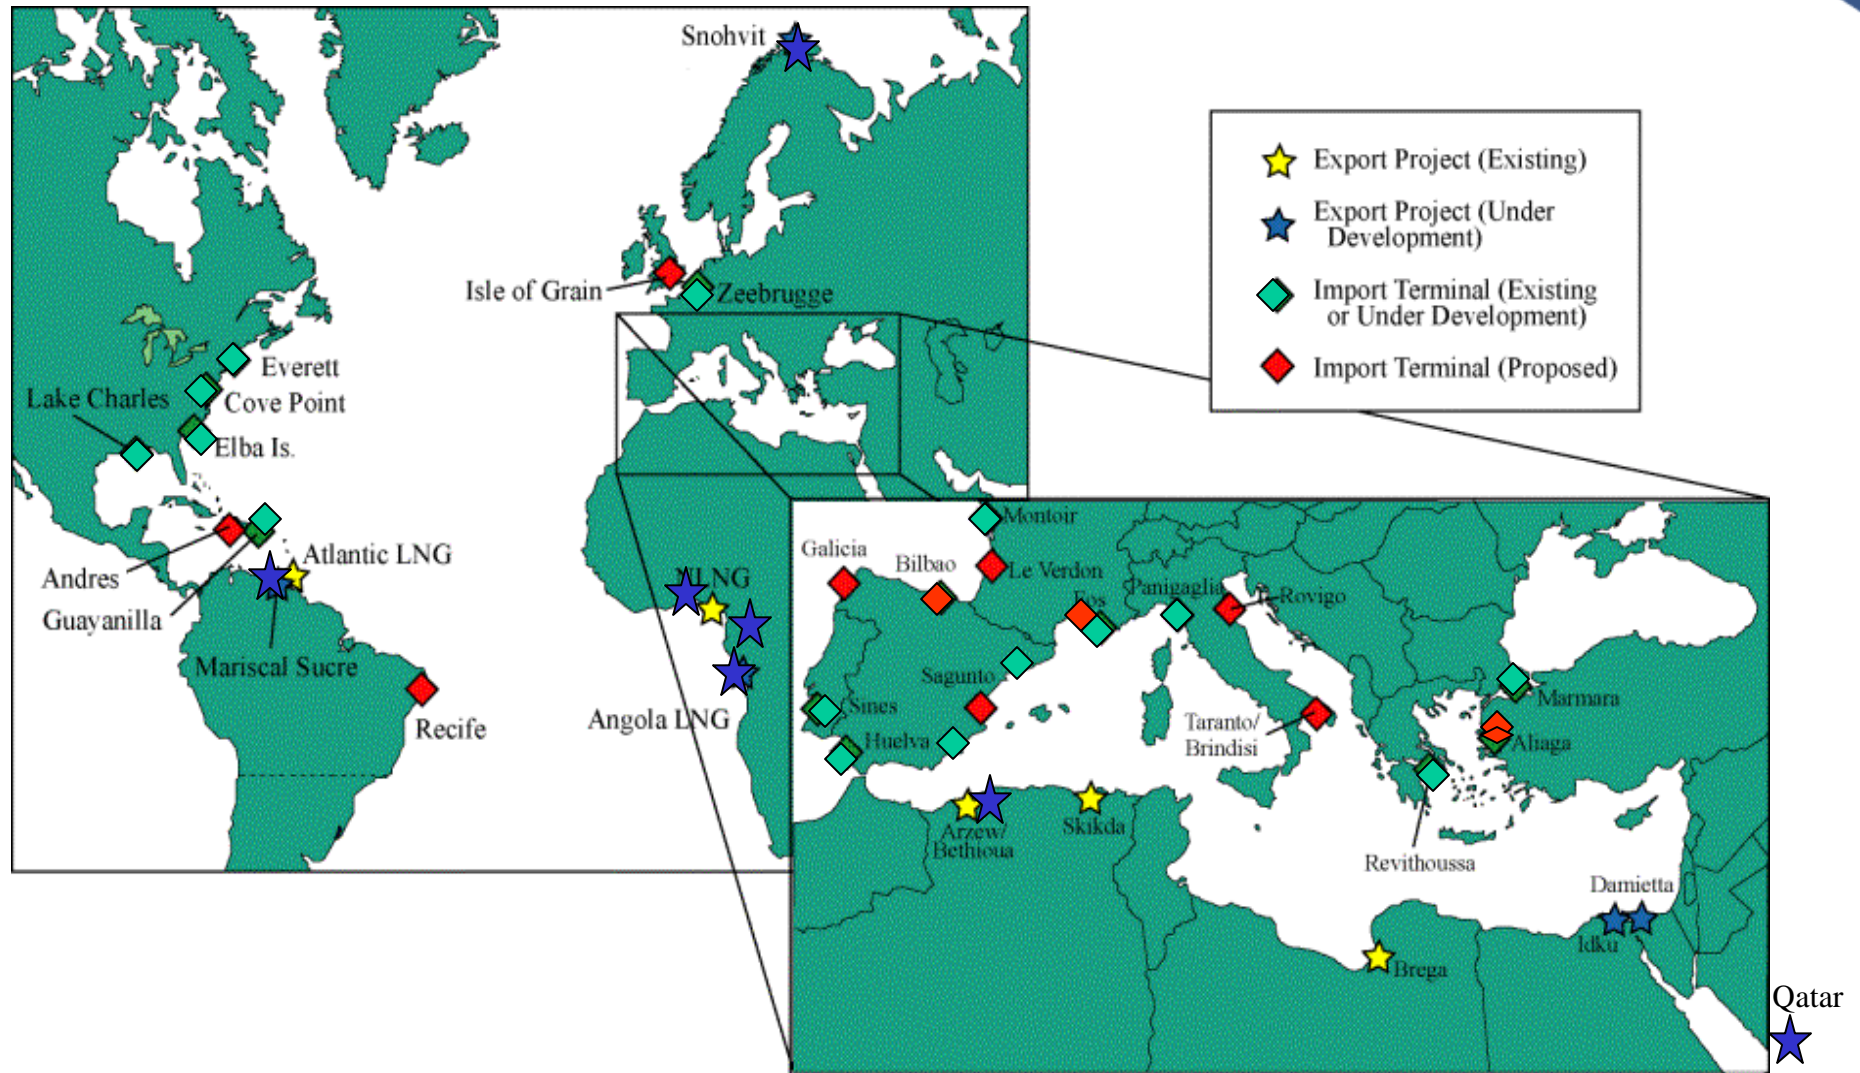 Snohvit
Export Project (Existing)
Export Project (Under
Development)
Import Terminal (Existing
or Under Development)
Import Terminal (Proposed)
Isle of Grain
Zeebrugge
Everett
Lake Charles
Cove Point
Elba Is.
Atlantic LNG
Andres
Guayanilla
Mariscal Sucre
Recife
NLNG
Angola LNG
Montoir
Galicia
Bilbao
Le Verdon
Fos
Panigaglia
Rovigo
Sagunto
Sines
Huelva
Taranto/
Brindisi
Marmara
Aliaga
Arzew/
Bethioua
Skikda
Revithoussa
Damietta
Idku
Brega
Qatar